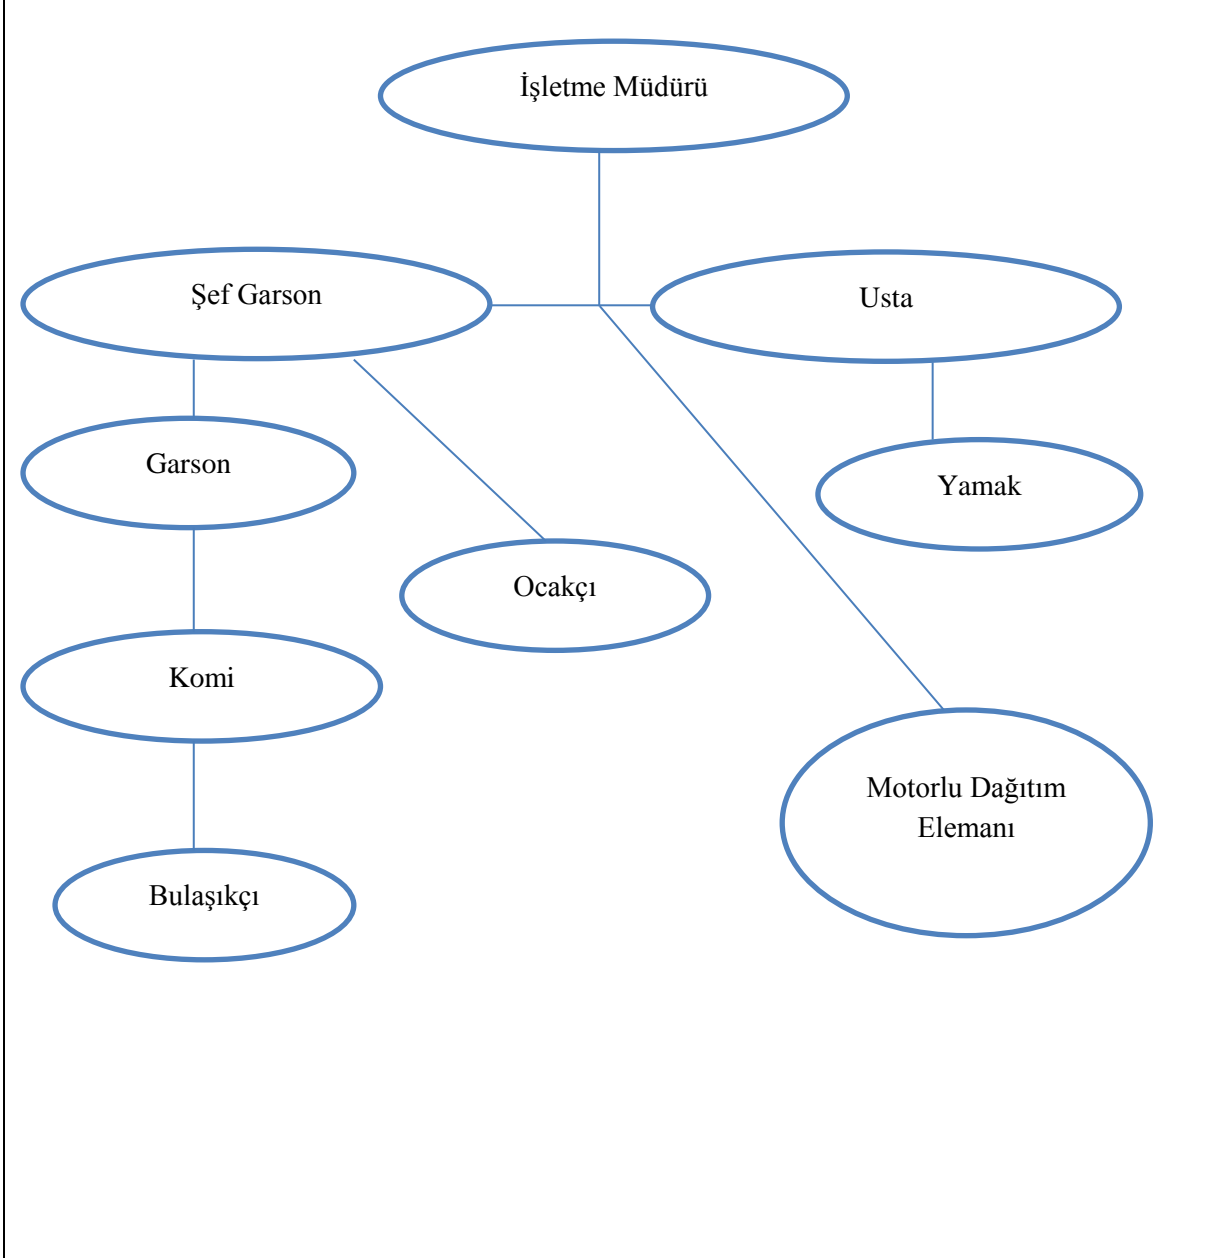 İşletme Müdürü
Şef Garson
Usta
Garson
Yamak
Ocakçı
Komi
Motorlu Dağıtım
Elemanı
Bulaşıkçı